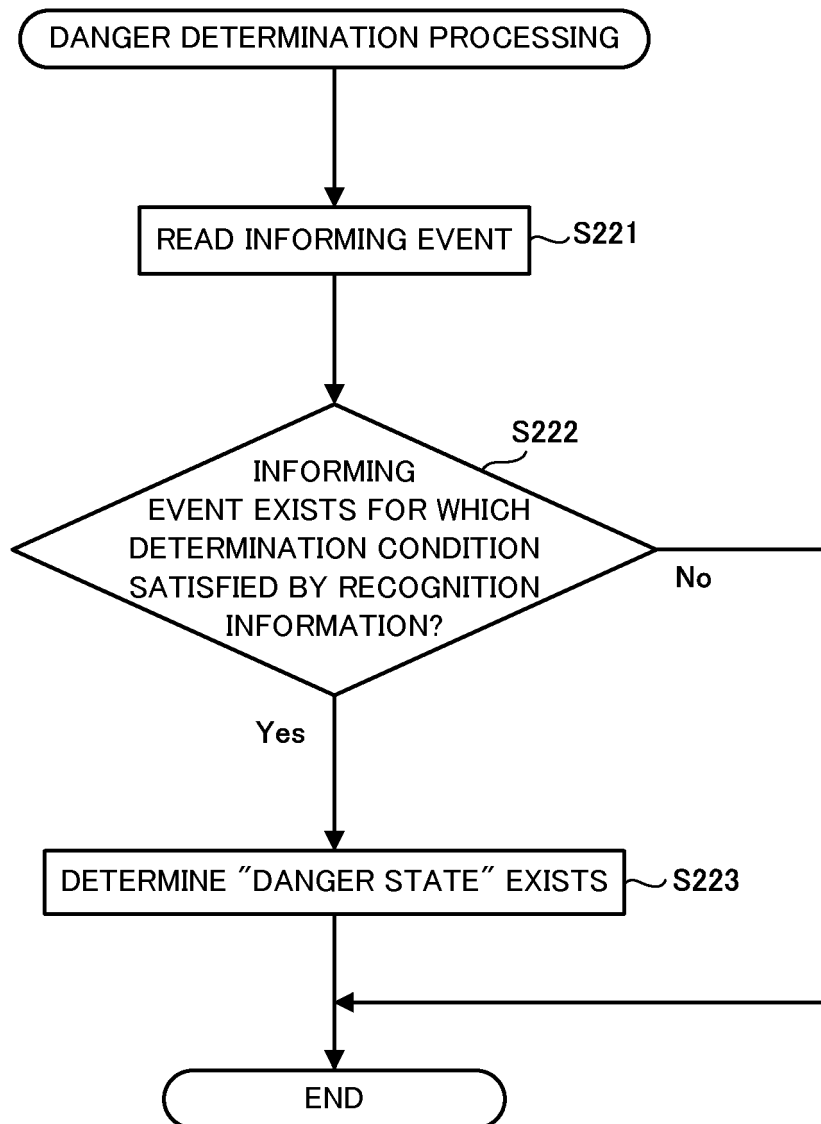 DANGER DETERMINATION PROCESSING
READ INFORMING EVENT
S221
S222
INFORMING
EVENT EXISTS FOR WHICH
DETERMINATION CONDITION
SATISFIED BY RECOGNITION
INFORMATION?
No
Yes
DETERMINE "DANGER STATE" EXISTS
S223
END